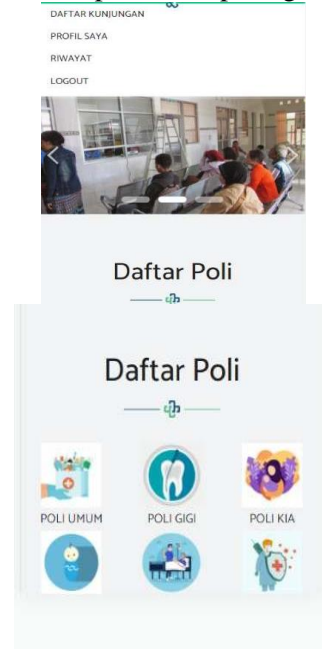 DAFTAR KUNJUNGAN
PROFIL SAYA
RIWAYAT
LOGOUT
Daftar Poli
Daftar Poli
POLI UMUM POLI GIGI POLI KIA